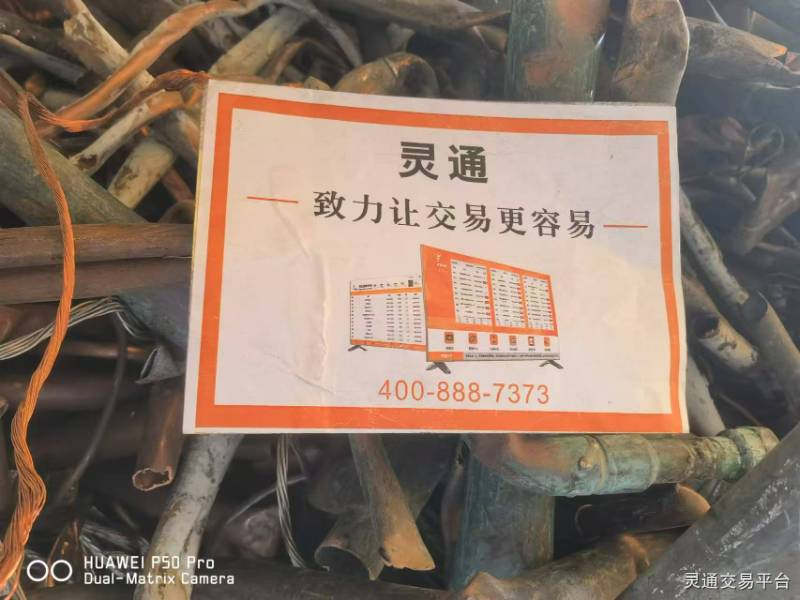 灵通
致力让交易更容易
400-888-7373
HUAWEI P50 Pro
Dual-Matrix Camera
灵通交易平台